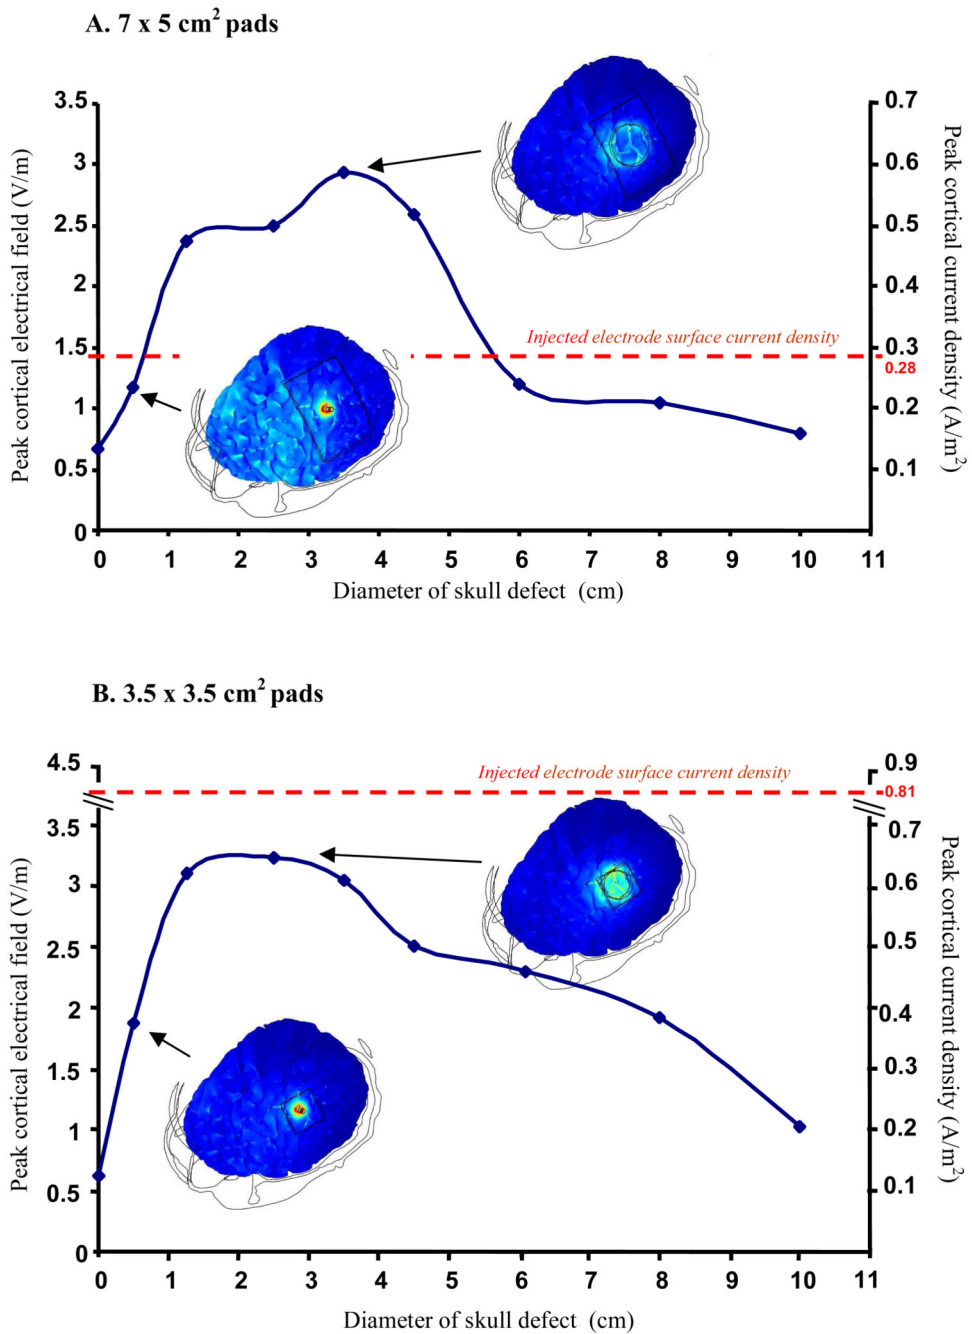 A. 7 x 5 cm² pads
3.5
3
2.5
2
1.5
1
0.5
0
Peak cortical electrical field (V/m)
0.7
0.6
0.5
0.4
0.3
0.28
0.2
0.1
Peak cortical current density (A/m²)
Injected electrode surface current density
0 1 2 3 4 5 6 7 8 9 10 11
Diameter of skull defect (cm)
B. 3.5 x 3.5 cm² pads
4.5
3.5
3
2.5
2
1.5
1
0.5
0
Peak cortical electrical field (V/m)
0.9
0.81
0.7
0.6
0.5
0.4
0.3
0.2
0.1
Peak cortical current density (A/m²)
Injected electrode surface current density
0 1 2 3 4 5 6 7 8 9 10 11
Diameter of skull defect (cm)